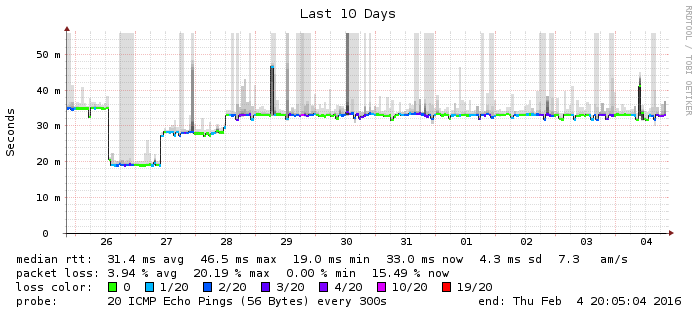 Last 10 Days
RRDTOOL / TOBI OETIKER
Seconds
50 m
40 m
30 m
20 m
10 m
0
26 27 28 29 30 31 01 02 03 04
median rtt: 31.4 ms avg 46.5 ms max 19.0 ms min 33.0 ms now 4.3 ms sd 7.3 am/s
packet loss: 3.94 % avg 20.19 % max 0.00 % min 15.49 % now
loss color: 0 1/20 2/20 3/20 4/20 10/20 19/20
probe: 20 ICMP Echo Pings (56 Bytes) every 300s end: Thu Feb 4 20:05:04 2016